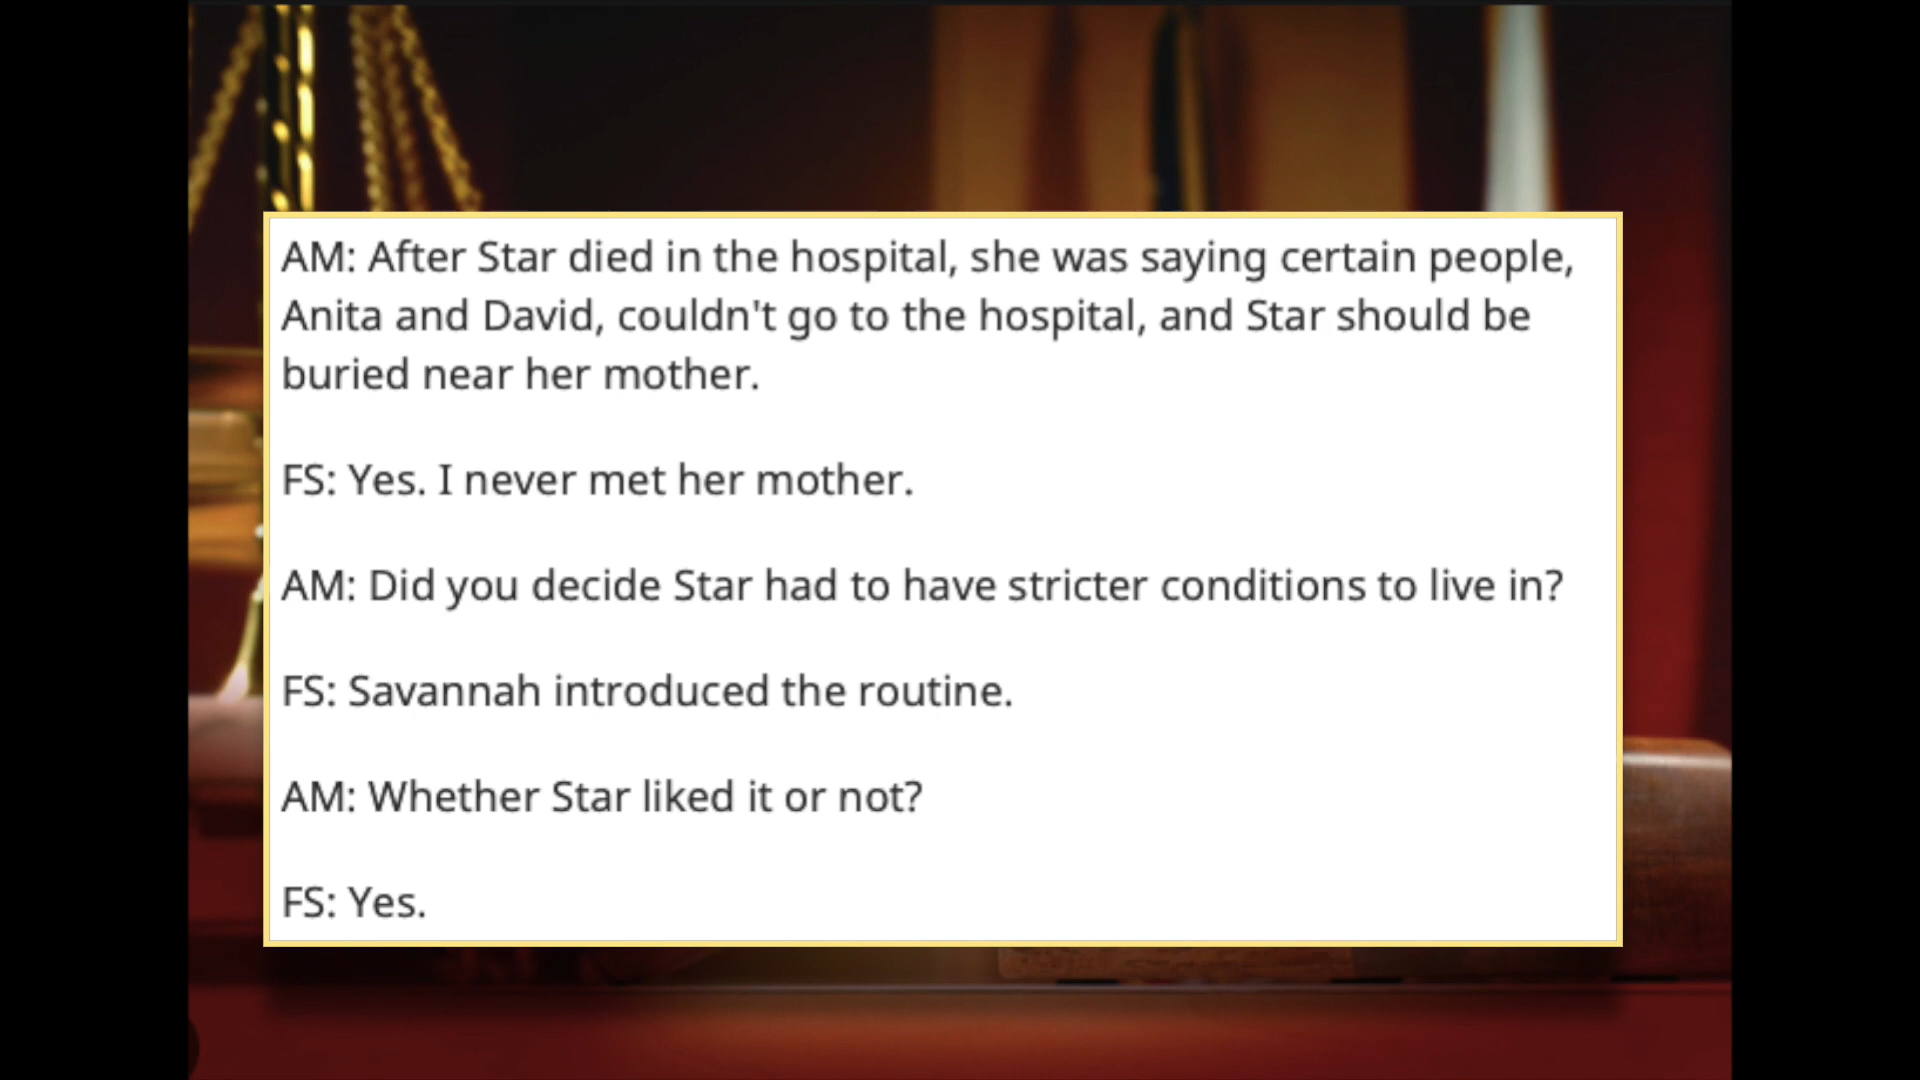 AM: After Star died in the hospital, she was saying certain people,
Anita and David, couldn't go to the hospital, and Star should be
buried near her mother.
FS: Yes. I never met her mother.
AM: Did you decide Star had to have stricter conditions to live in?
FS: Savannah introduced the routine.
AM: Whether Star liked it or not?
FS: Yes.